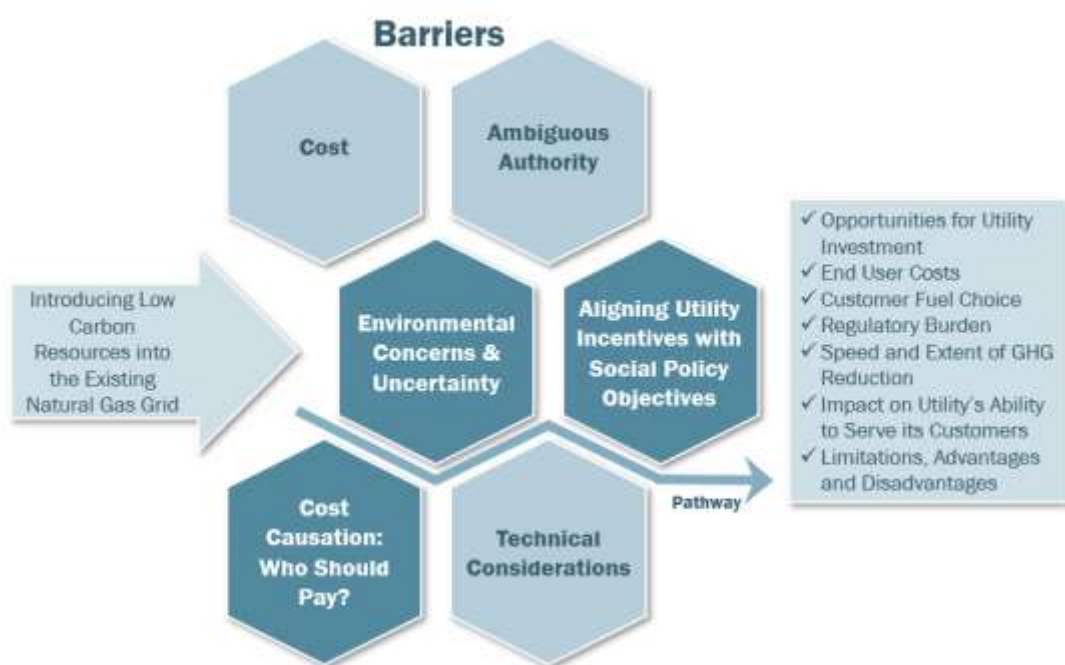 Barriers
Cost
Ambiguous
Authority
Introducing Low
Carbon
Resources into
the Existing
Natural Gas Grid
Environmental
Concerns &
Uncertainty
Aligning Utility
Incentives with
Social Policy
Objectives
Cost
Causation:
Who Should
Pay?
Technical
Considerations
Pathway
✓ Opportunities for Utility
Investment
✓ End User Costs
✓ Customer Fuel Choice
✓ Regulatory Burden
✓ Speed and Extent of GHG
Reduction
✓ Impact on Utility's Ability
to Serve its Customers
✓ Limitations, Advantages
and Disadvantages